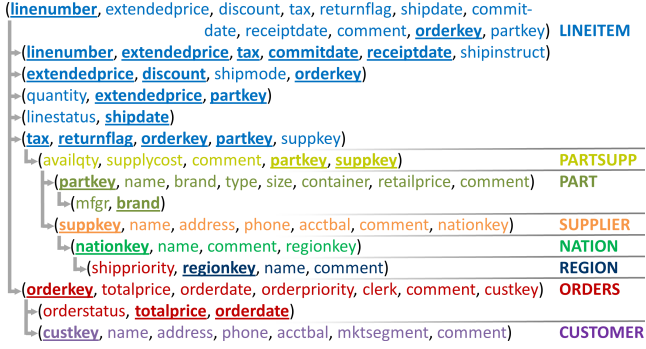 (linenumber, extendedprice, discount, tax, returnflag, shipdate, commit-
date, receiptdate, comment, orderkey, partkey) LINEITEM
(linenumber, extendedprice, tax, commitdate, receiptdate, shipinstruct)
(extendedprice, discount, shipmode, orderkey)
(quantity, extendedprice, partkey)
(linestatus, shipdate)
(tax, returnflag, orderkey, partkey, suppkey)
(availqty, supplycost, comment, partkey, suppkey) PARTSUPP
(partkey, name, brand, type, size, container, retailprice, comment) PART
(mfgr, brand)
(suppkey, name, address, phone, acctbal, comment, nationkey) SUPPLIER
(nationkey, name, comment, regionkey) NATION
(shippriority, regionkey, name, comment) REGION
(orderkey, totalprice, orderdate, orderpriority, clerk, comment, custkey) ORDERS
(orderstatus, totalprice, orderdate)
(custkey, name, address, phone, acctbal, mktsegment, comment) CUSTOMER